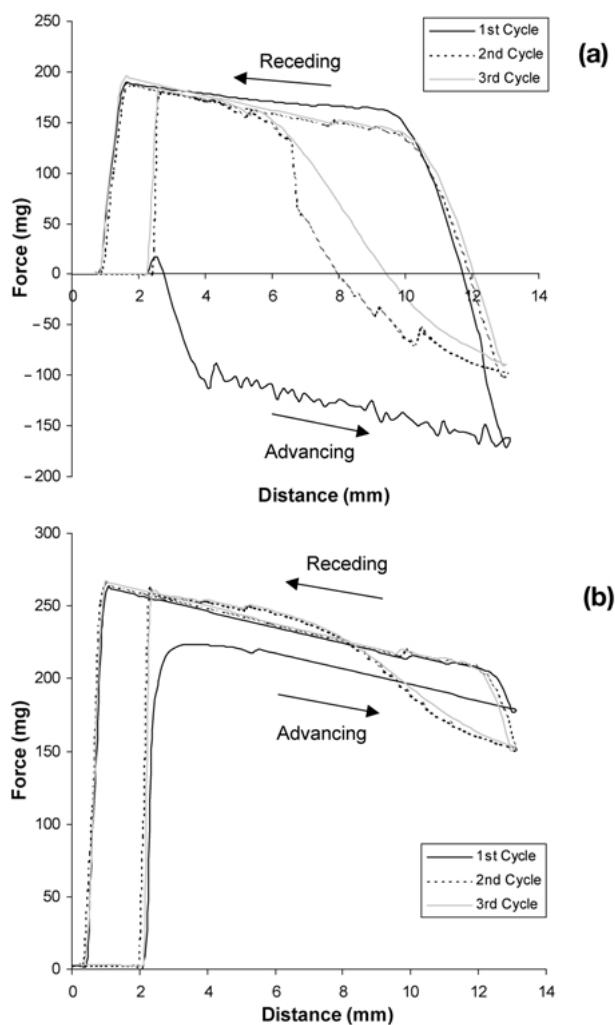 (a)
1st Cycle
2nd Cycle
3rd Cycle
Receding
Advancing
Force (mg)
250
200
150
100
50
0
−50
−100
−150
−200
0 2 4 6 8 10 12 14
Distance (mm)
(b)
Receding
Advancing
1st Cycle
2nd Cycle
3rd Cycle
Force (mg)
300
250
200
150
100
50
0
0 2 4 6 8 10 12 14
Distance (mm)